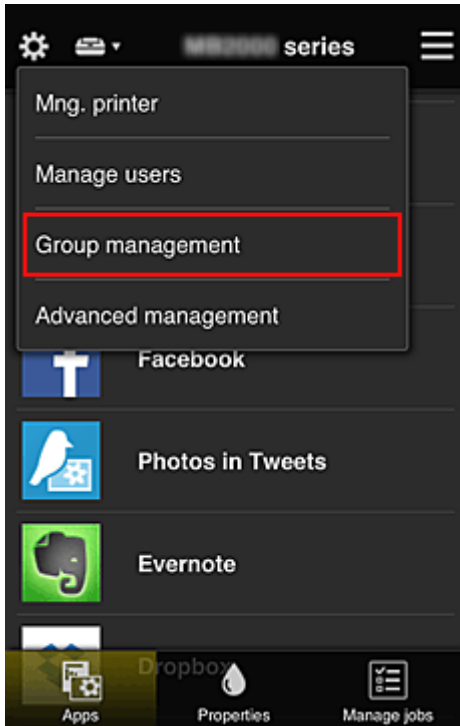 series
Mng. printer
Manage users
Group management
Advanced management
Facebook
Photos in Tweets
Evernote
Dropbox
Apps
Properties
Manage jobs